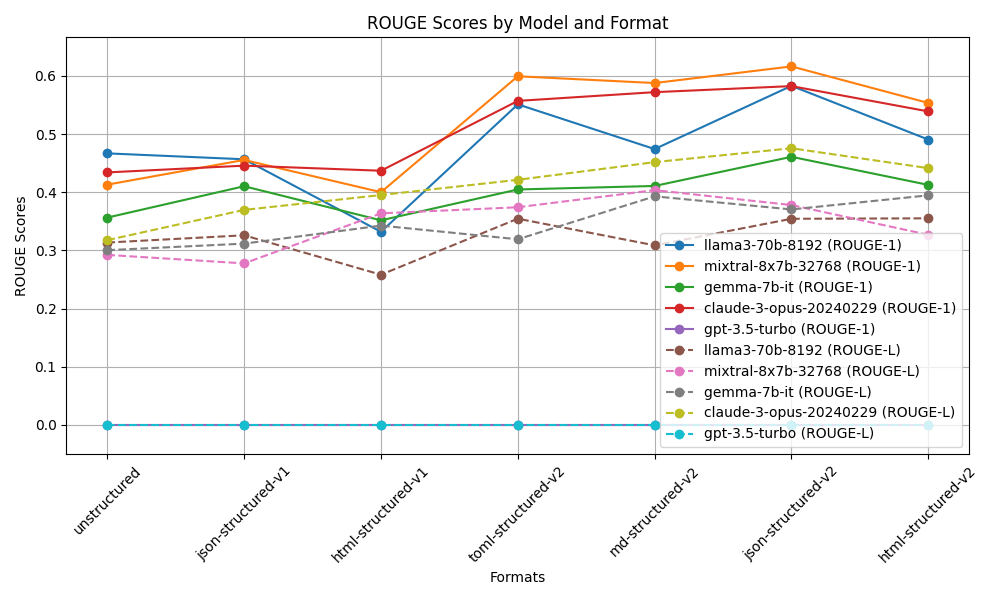 ROUGE Scores by Model and Format
ROUGE Scores
0.6
0.5
0.4
0.3
0.2
0.1
0.0
llama3-70b-8192 (ROUGE-1)
mixtral-8x7b-32768 (ROUGE-1)
gemma-7b-it (ROUGE-1)
claude-3-opus-20240229 (ROUGE-1)
gpt-3.5-turbo (ROUGE-1)
llama3-70b-8192 (ROUGE-L)
mixtral-8x7b-32768 (ROUGE-L)
gemma-7b-it (ROUGE-L)
claude-3-opus-20240229 (ROUGE-L)
gpt-3.5-turbo (ROUGE-L)
unstructured
json-structured-v1
html-structured-v1
toml-structured-v2
md-structured-v2
json-structured-v2
html-structured-v2
Formats